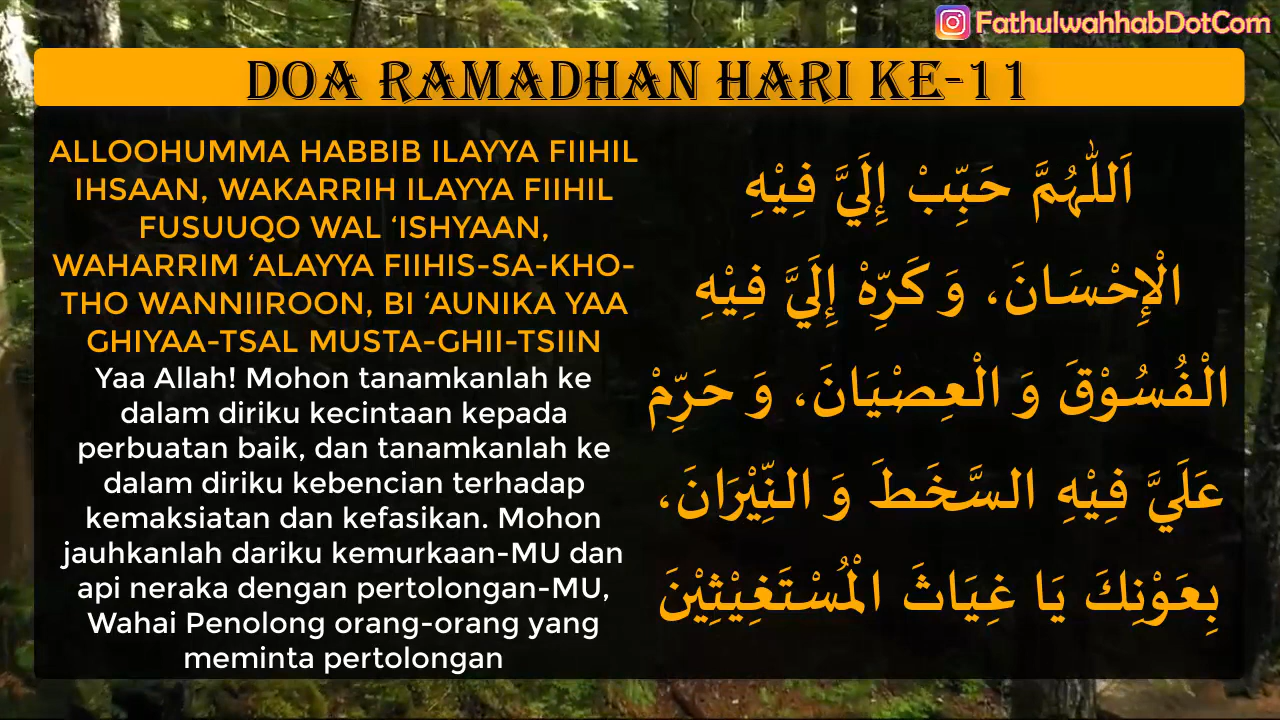 FathulwahhabDotCom
DOA RAMADHAN HARI KE-11
ALLOOHUMMA HABBIB ILAYYA FIIHIL
IHSAAN, WAKARRIH ILAYYA FIIHIL
FUSUUQO WAL ‘ISHYAAN,
WAHARRIM ‘ALAYYA FIIHIS-SA-KHO-
THO WANNIIROON, BI ‘AUNIKA YAA
GHIYAA-TSAL MUSTA-GHII-TSIIN
Yaa Allah! Mohon tanamkanlah ke
dalam diriku kecintaan kepada
perbuatan baik, dan tanamkanlah ke
dalam diriku kebencian terhadap
kemaksiatan dan kefasikan. Mohon
jauhkanlah dariku kemurkaan-MU dan
api neraka dengan pertolongan-MU,
Wahai Penolong orang-orang yang
meminta pertolongan
اَللّٰهُمَّ حَبِّبْ إِلَيَّ فِيْهِ
الْإِحْسَانَ، وَ كَرِّهْ إِلَيَّ فِيْهِ
الْفُسُوْقَ وَ الْعِصْيَانَ، وَ حَرِّمْ
عَلَيَّ فِيْهِ السَّخَطَ وَ النِّيْرَانَ،
بِعَوْنِكَ يَا غِيَاثَ الْمُسْتَغِيْثِيْنَ